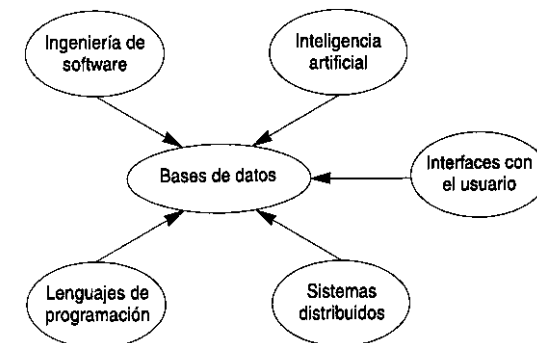 Ingeniería de
software
Inteligencia
artificial
Bases de datos
Interfaces con
el usuario
Lenguajes de
programación
Sistemas
distribuidos